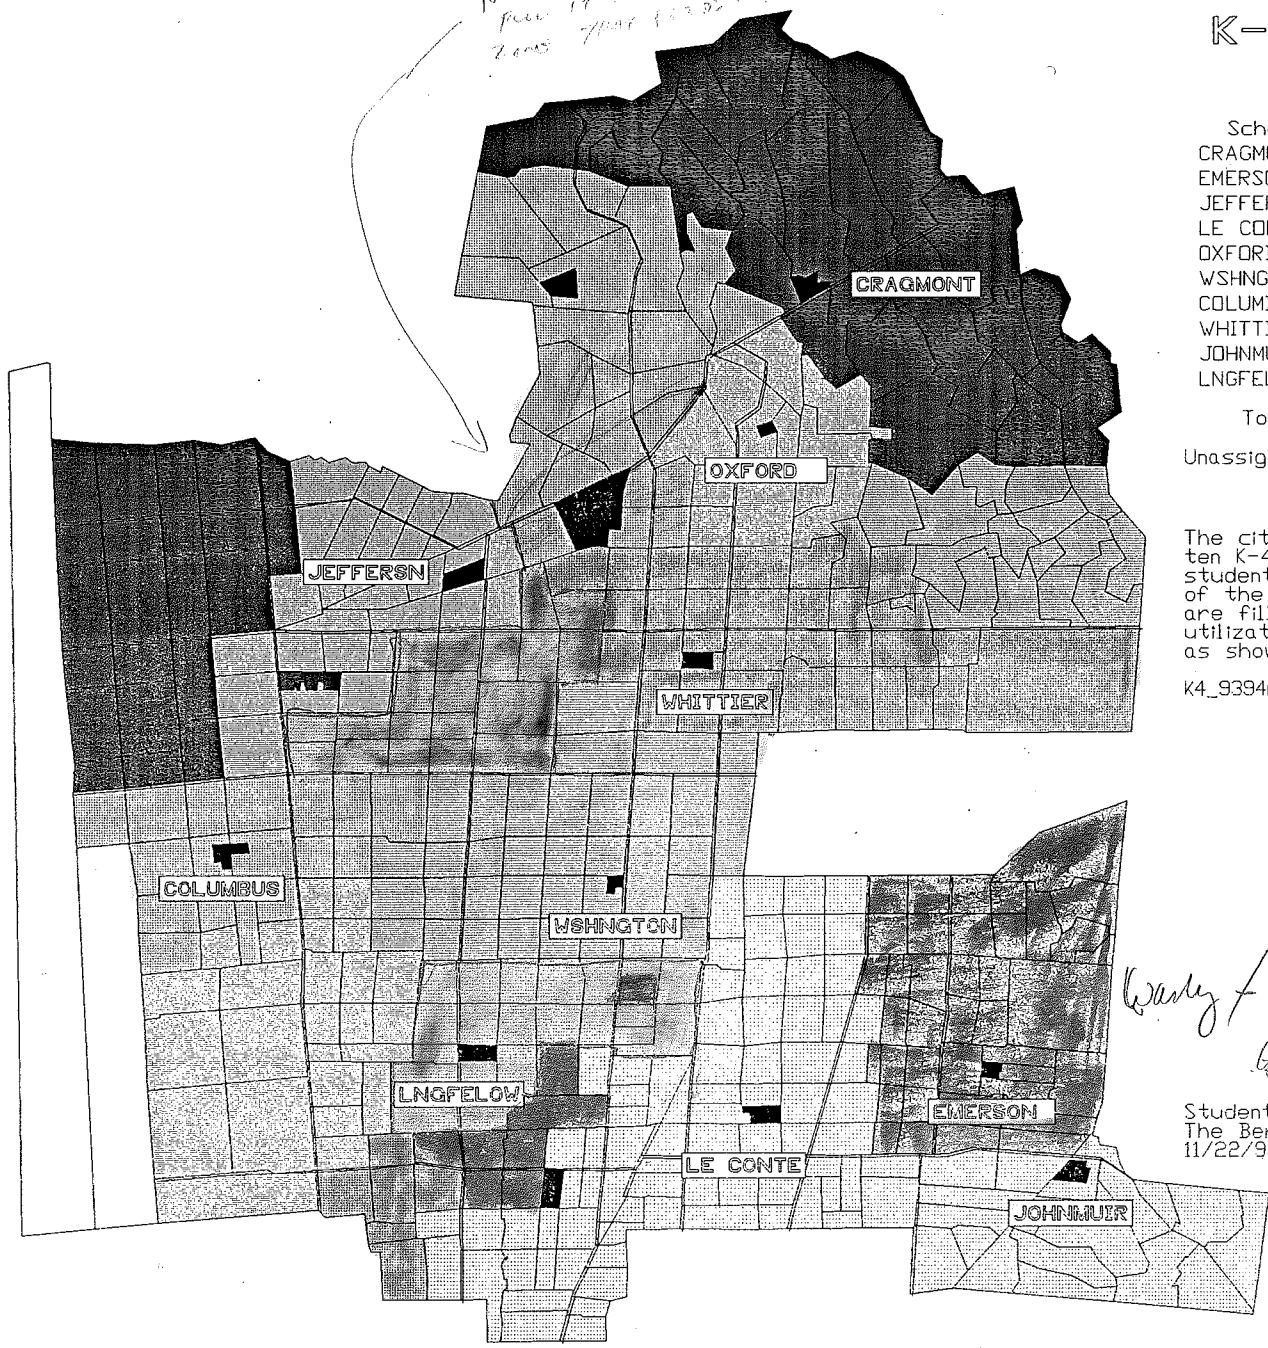 K-
Sch
CRAGM
EMERS
JEFFE
LE CO
OXFOR
WSHNG
COLUM
WHITT
JOHNM
LNGFE
To
Unassig
The cit
ten K-4
student
of the
are fil
utilizat
as show
K4_9394
CRAGMONT
OXFORD
JEFFERSN
WHITTIER
COLUMBUS
WSHNGTON
LNGFELOW
EMERSON
LE CONTE
JOHNMUIR
Student
The Ber
11/22/9